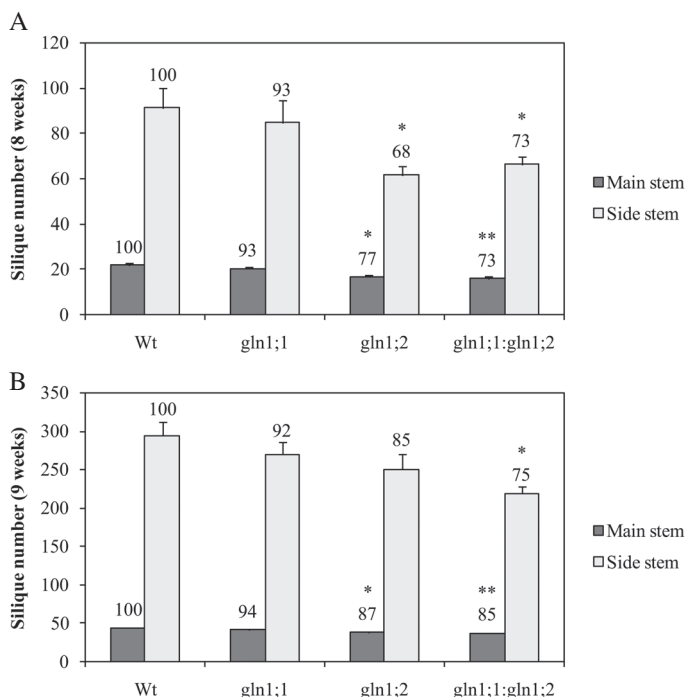 A
Silique number (8 weeks)
120
100
80
60
40
20
0
100
100
93
93
*
77
*
68
**
73
*
73
Wt
gln1;1
gln1;2
gln1;1:gln1;2
Main stem
Side stem
B
Silique number (9 weeks)
350
300
250
200
150
100
50
0
100
100
94
92
*
87
85
**
85
*
75
Wt
gln1;1
gln1;2
gln1;1:gln1;2
Main stem
Side stem